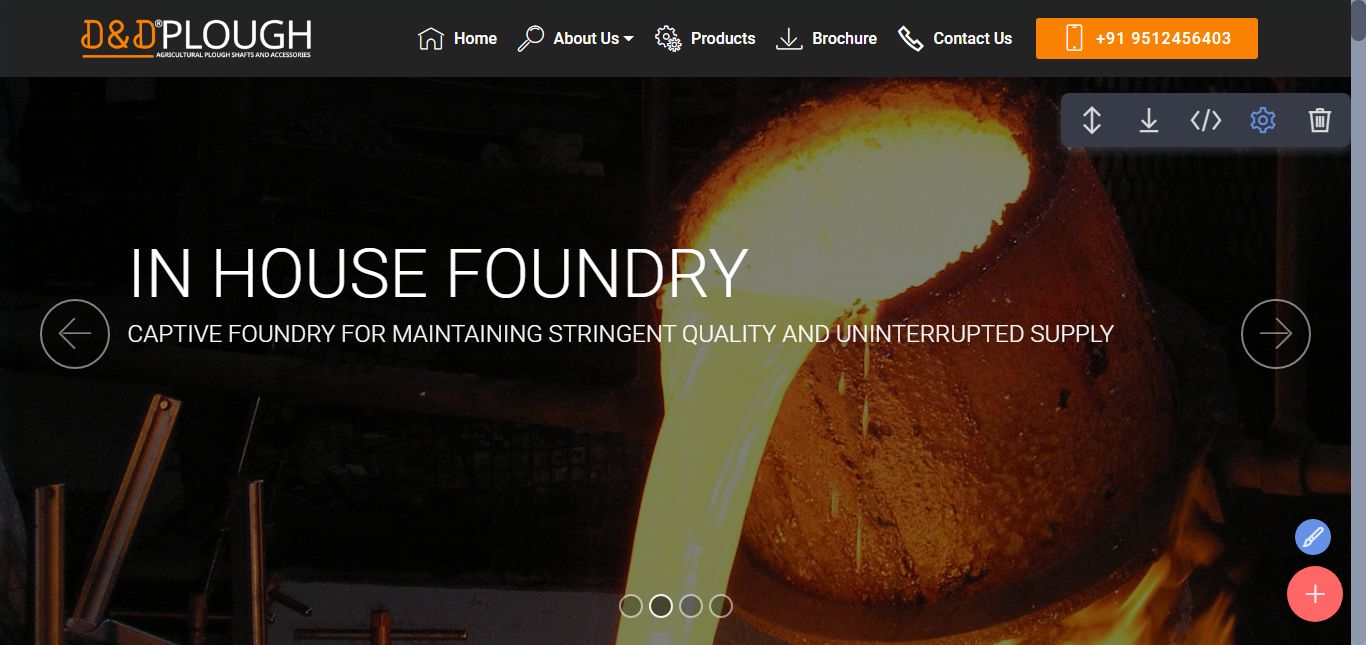 D&D®PLOUGH
AGRICULTURAL PLOUGH SHAFTS AND ACCESSORIES
Home About Us Products Brochure Contact Us +91 9512456403
IN HOUSE FOUNDRY
CAPTIVE FOUNDRY FOR MAINTAINING STRINGENT QUALITY AND UNINTERRUPTED SUPPLY